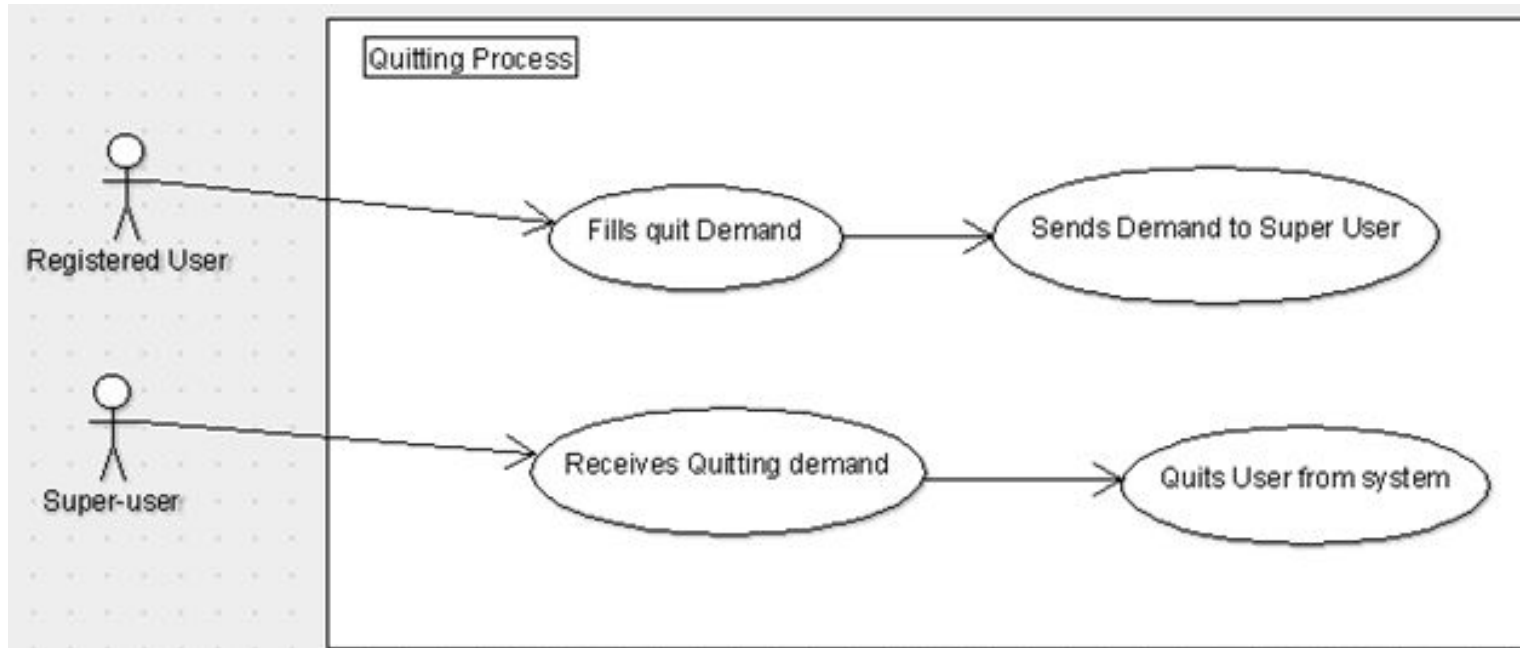 Quitting Process
Fills quit Demand
Sends Demand to Super User
Registered User
Receives Quitting demand
Quits User from system
Super-user